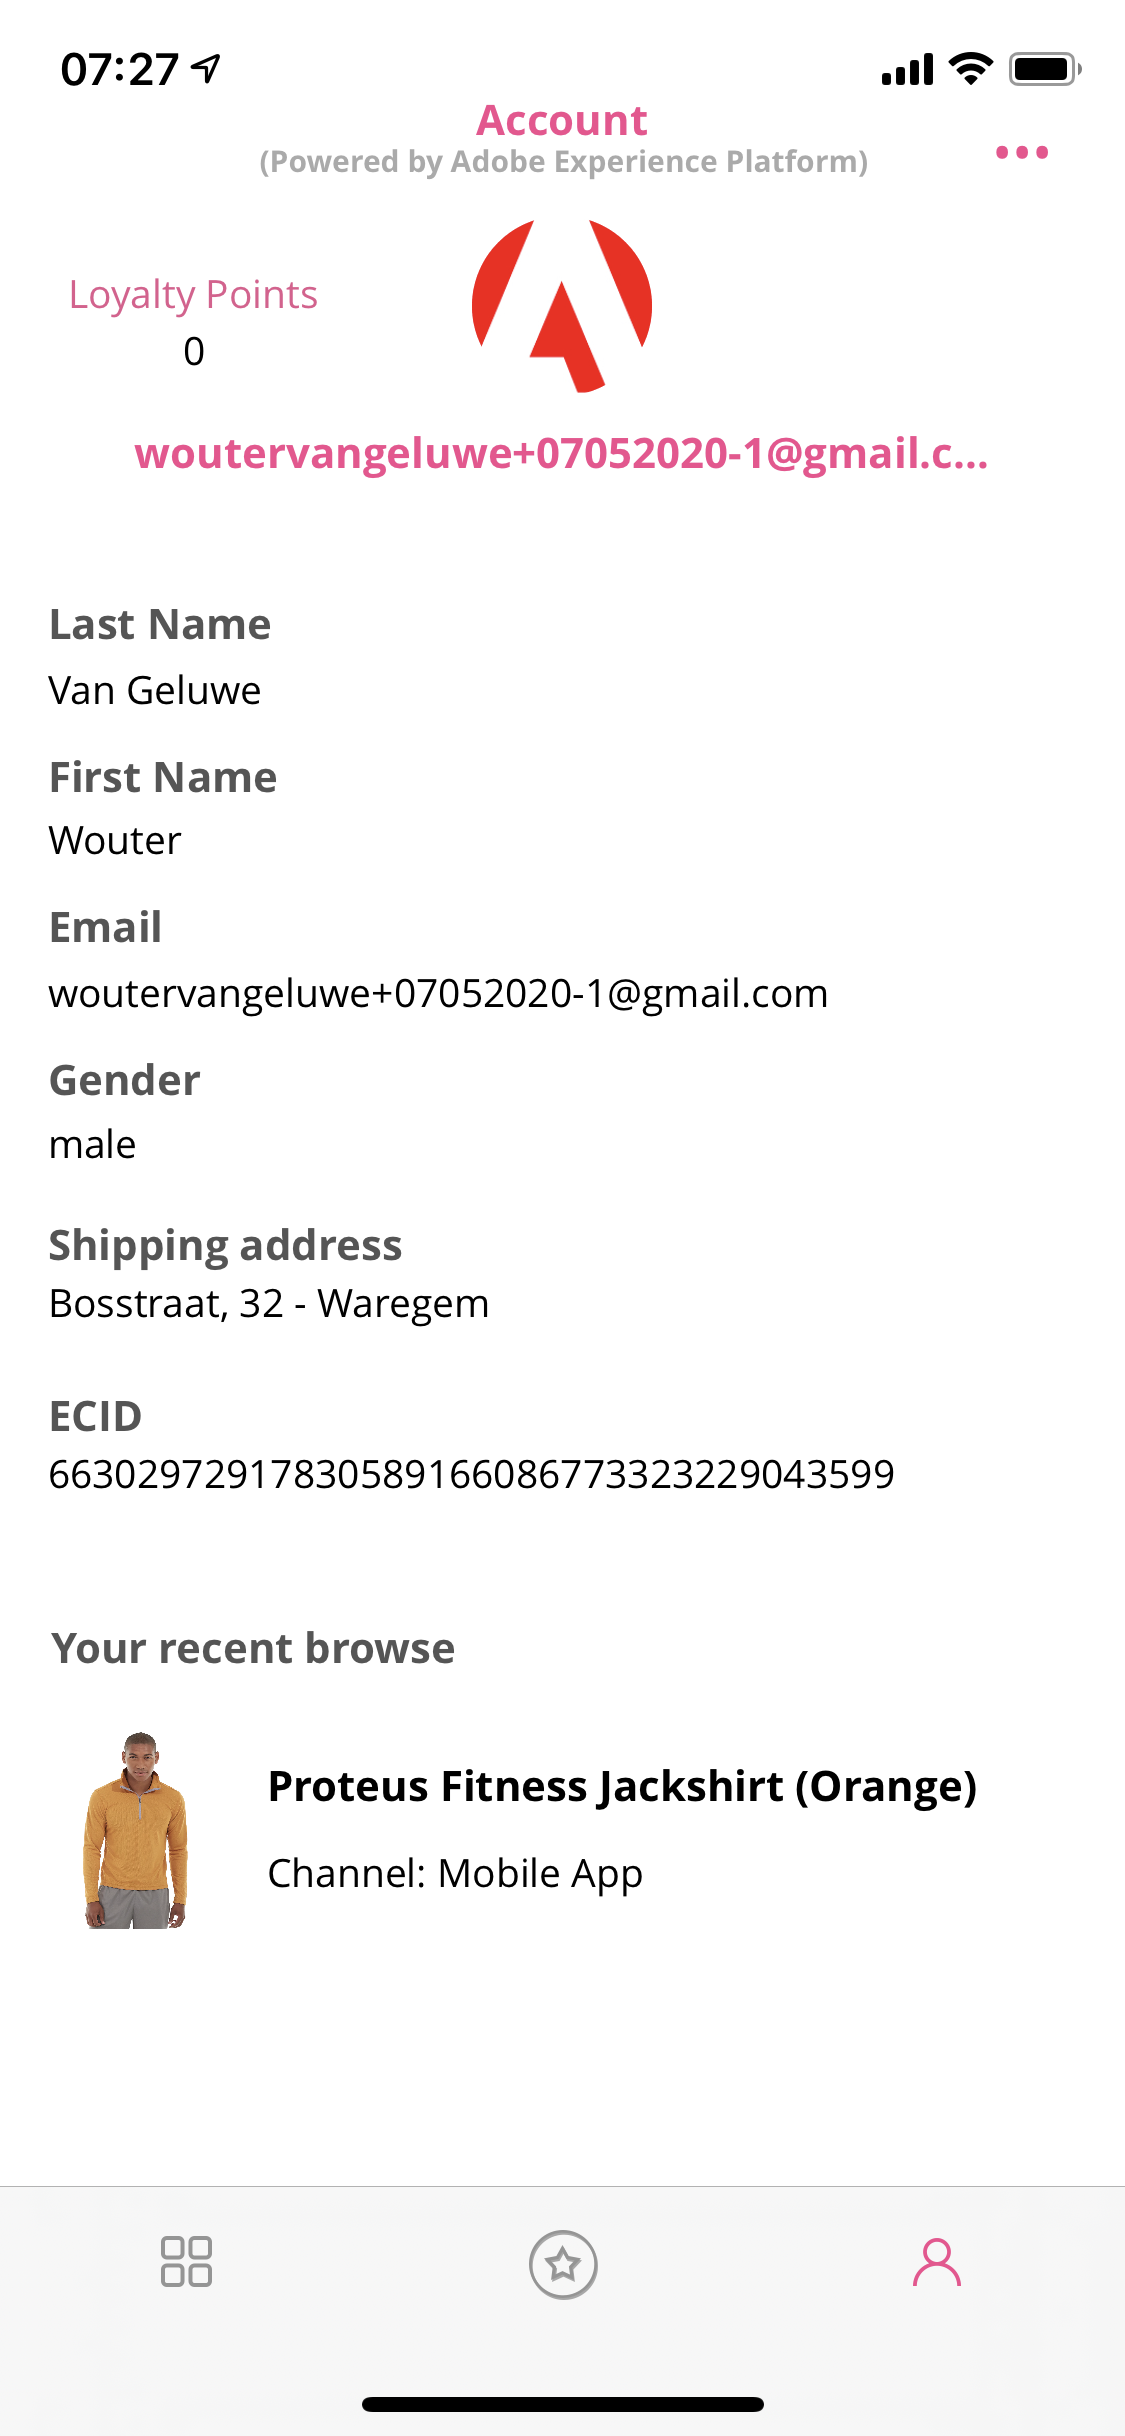 07:27
Account
(Powered by Adobe Experience Platform)
Loyalty Points
0
woutervangeluwe+07052020-1@gmail.c...
Last Name
Van Geluwe
First Name
Wouter
Email
woutervangeluwe+07052020-1@gmail.com
Gender
male
Shipping address
Bosstraat, 32 - Waregem
ECID
66302972917830589166086773323229043599
Your recent browse
Proteus Fitness Jackshirt (Orange)
Channel: Mobile App